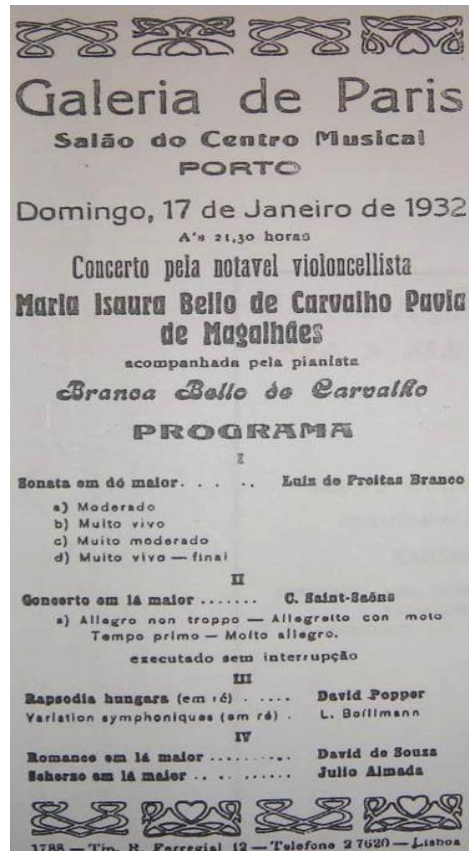 Galeria de Paris
Salão do Centro Musical
PORTO
Domingo, 17 de Janeiro de 1932
A's 21,30 horas
Concerto pela notavel violoncellista
Maria Isaura Bello de Carvalho Pavia
de Magalhães
acompanhada pela pianista
Branca Bello de Carvalho
PROGRAMA
I
Sonata em dó maior. . . . . Luiz de Freitas Branco
a) Moderado
b) Muito vivo
c) Muito moderado
d) Muito vivo — final
II
Concerto em lá maior ....... C. Saint-Saëns
a) Allegro non troppo — Allegretto con moto
Tempo primo — Molto allegro.
executado sem interrupção
III
Rapsodia hungara (em ré) . .... David Popper
Variation symphoniques (em ré) . L. Boëllmann
IV
Romance em lá maior .......... David de Souza
Scherzo em lá maior .. .. ...... Julio Almada
1788 — Tip. R. Ferregial 12 — Telefone 2 7620 — Lisboa